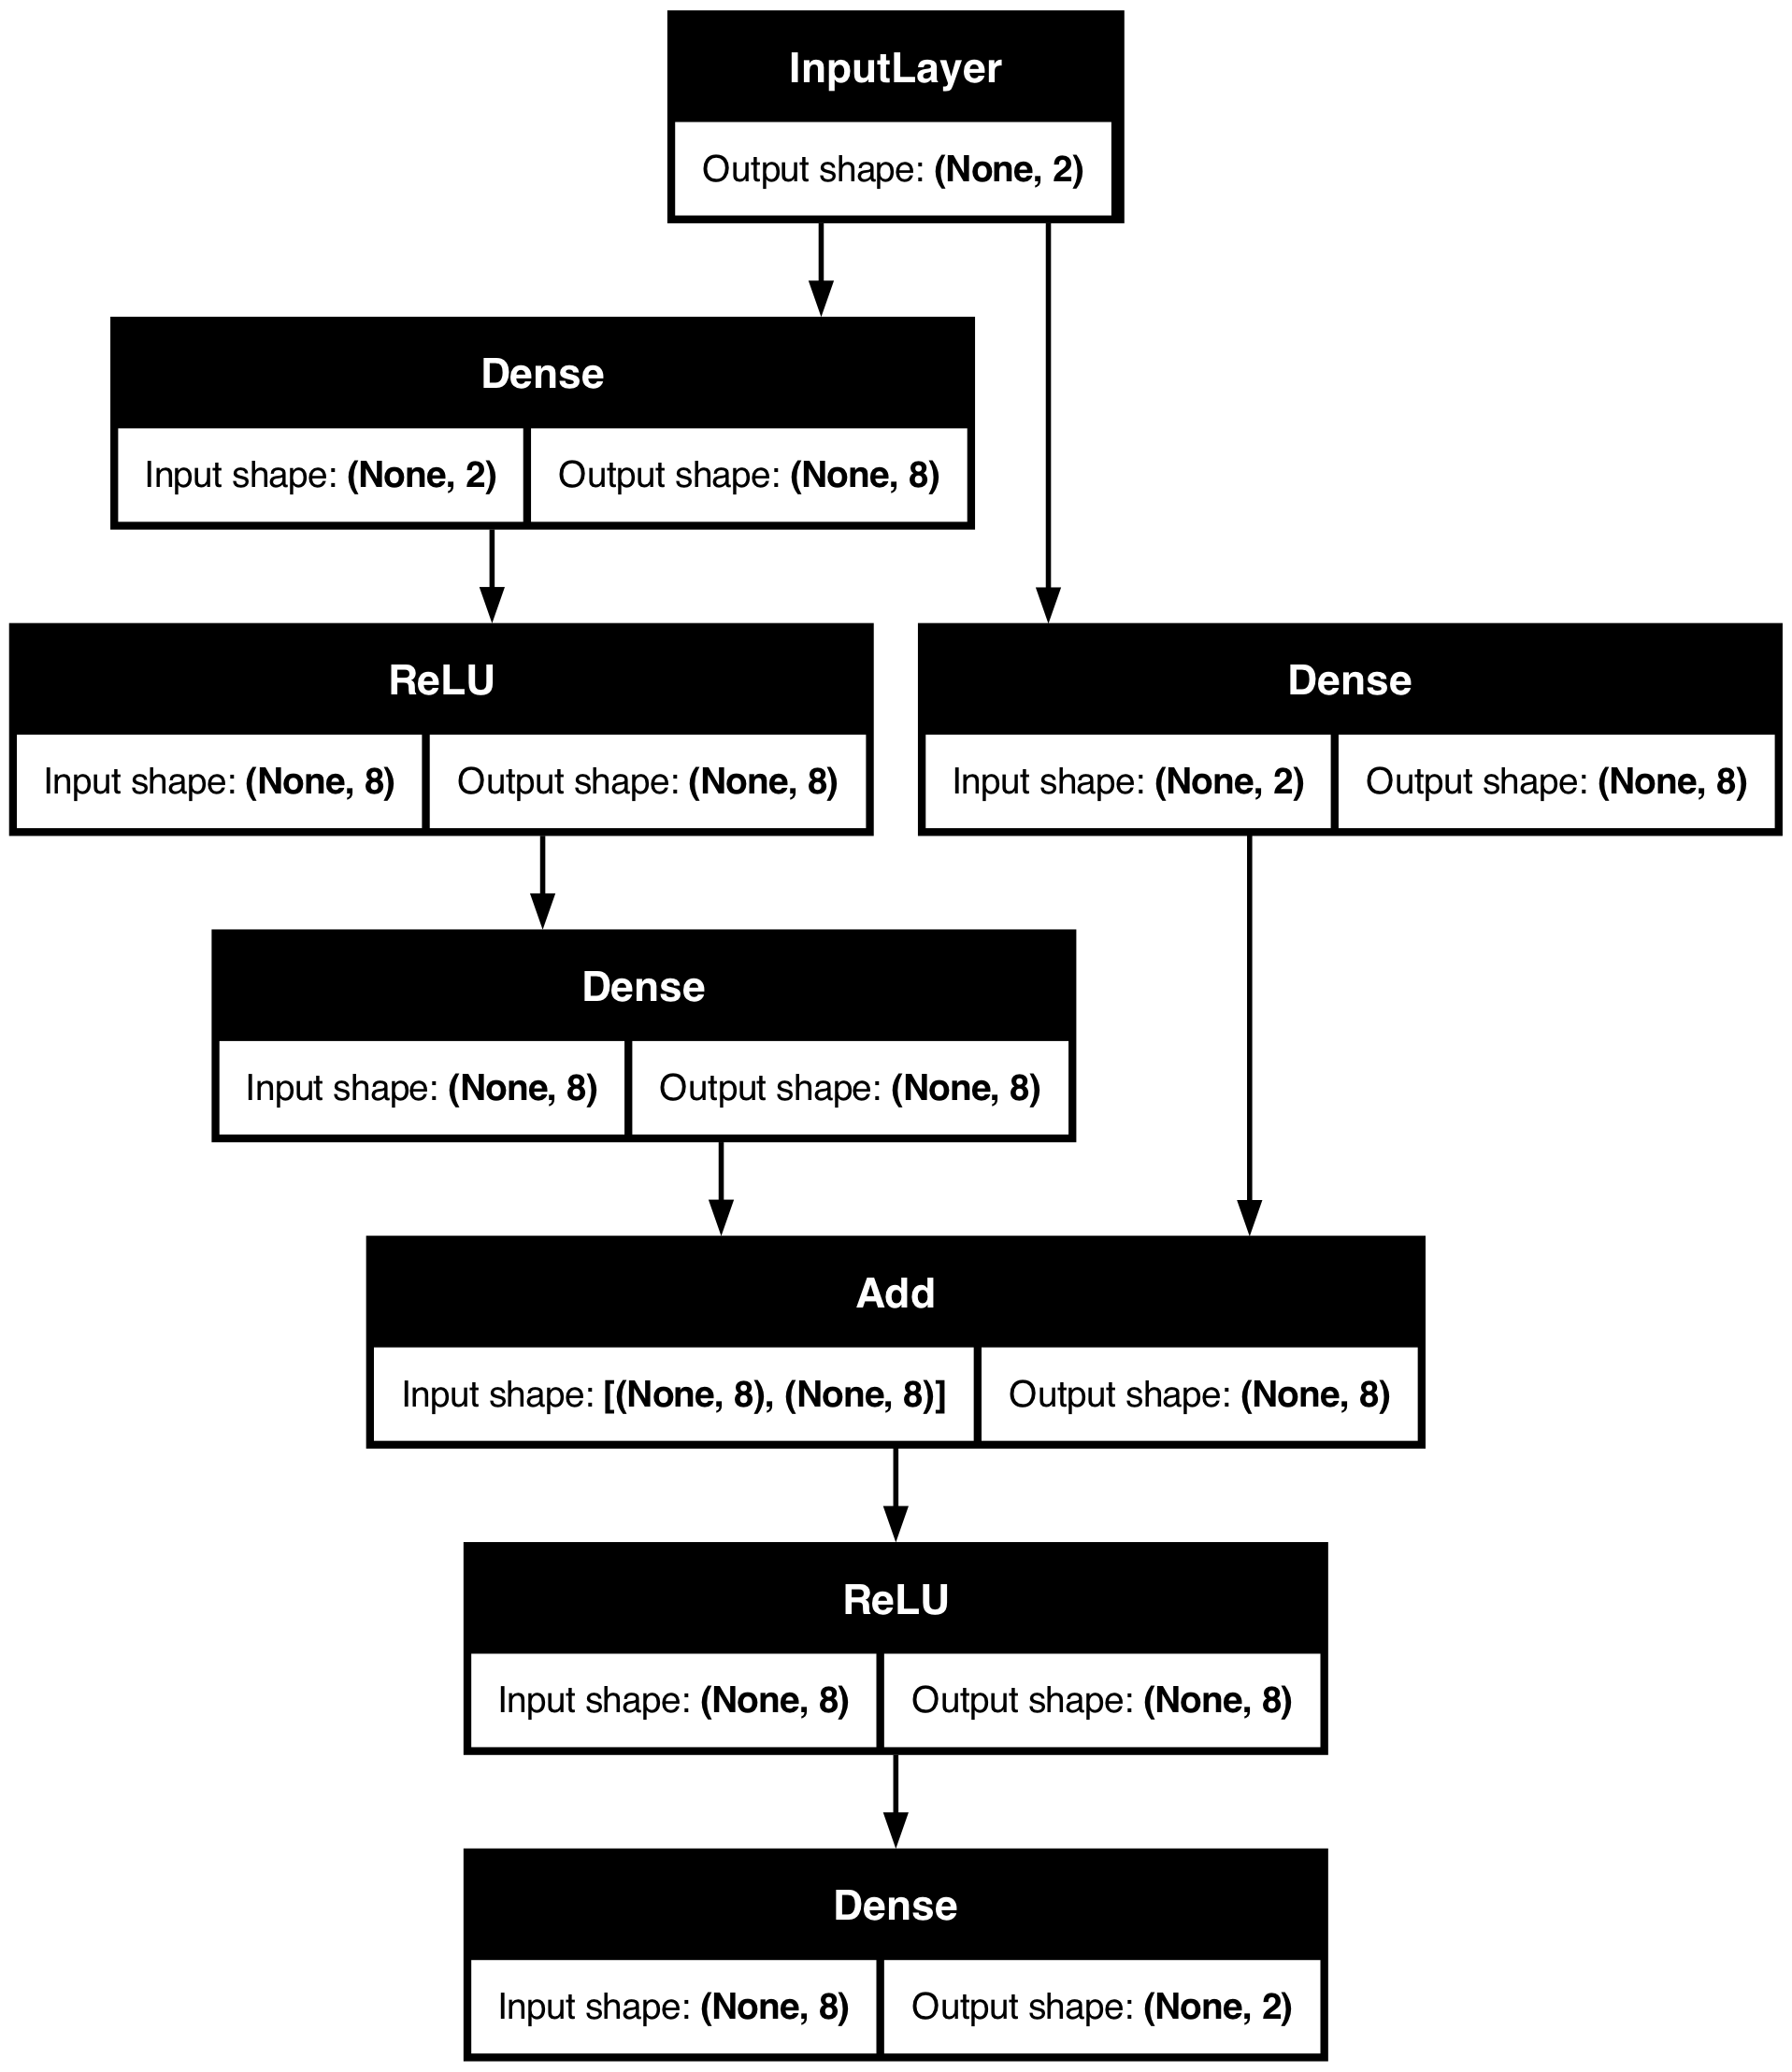 InputLayer
Output shape: (None, 2)
Dense
Input shape: (None, 2) Output shape: (None, 8)
ReLU
Input shape: (None, 8) Output shape: (None, 8)
Dense
Input shape: (None, 2) Output shape: (None, 8)
Dense
Input shape: (None, 8) Output shape: (None, 8)
Add
Input shape: [(None, 8), (None, 8)] Output shape: (None, 8)
ReLU
Input shape: (None, 8) Output shape: (None, 8)
Dense
Input shape: (None, 8) Output shape: (None, 2)